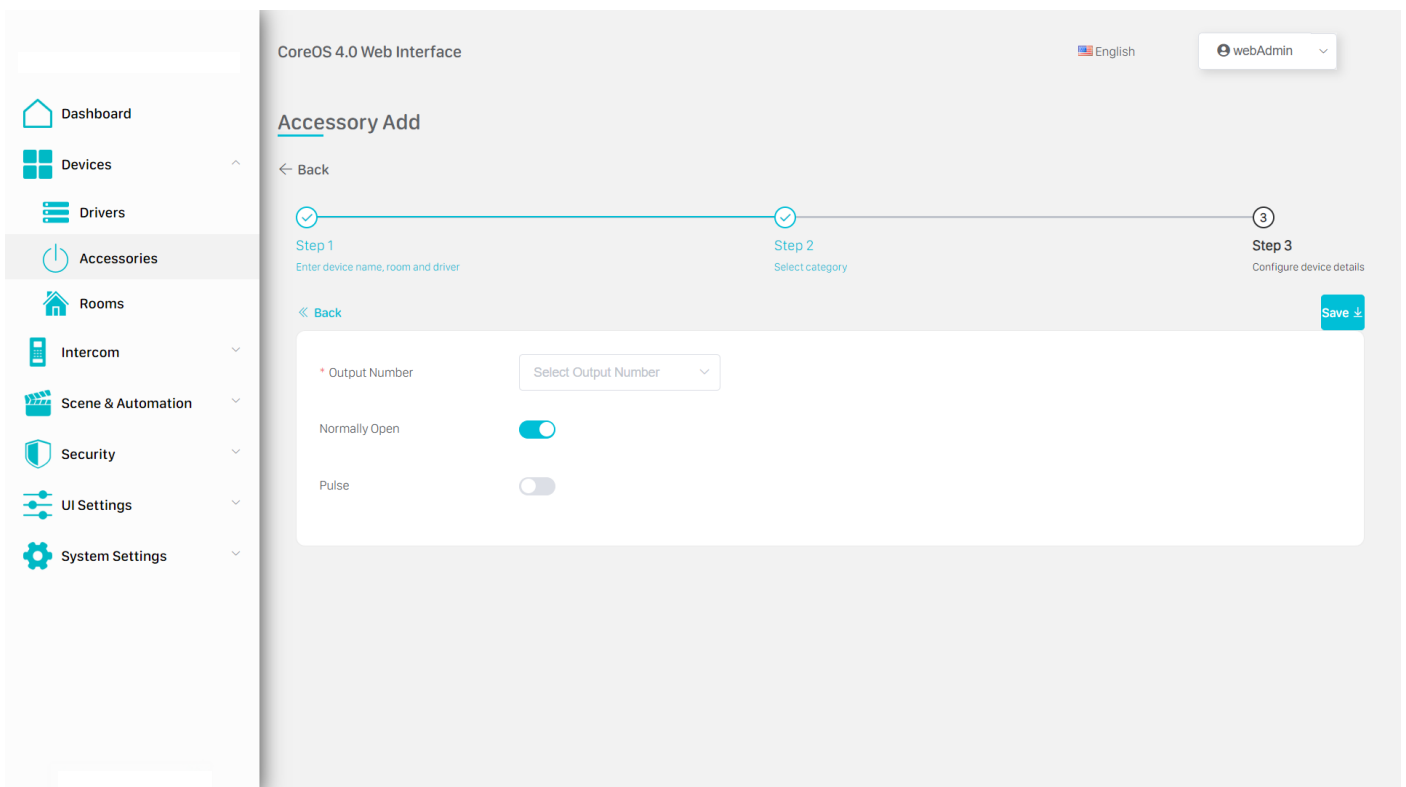 CoreOS 4.0 Web Interface
English
webAdmin
Dashboard
Devices
Drivers
Accessories
Rooms
Intercom
Scene & Automation
Security
UI Settings
System Settings
Accessory Add
Back
3
Step 1
Step 2
Step 3
Enter device name, room and driver
Select category
Configure device details
Back
Save
* Output Number
Select Output Number
Normally Open
Pulse